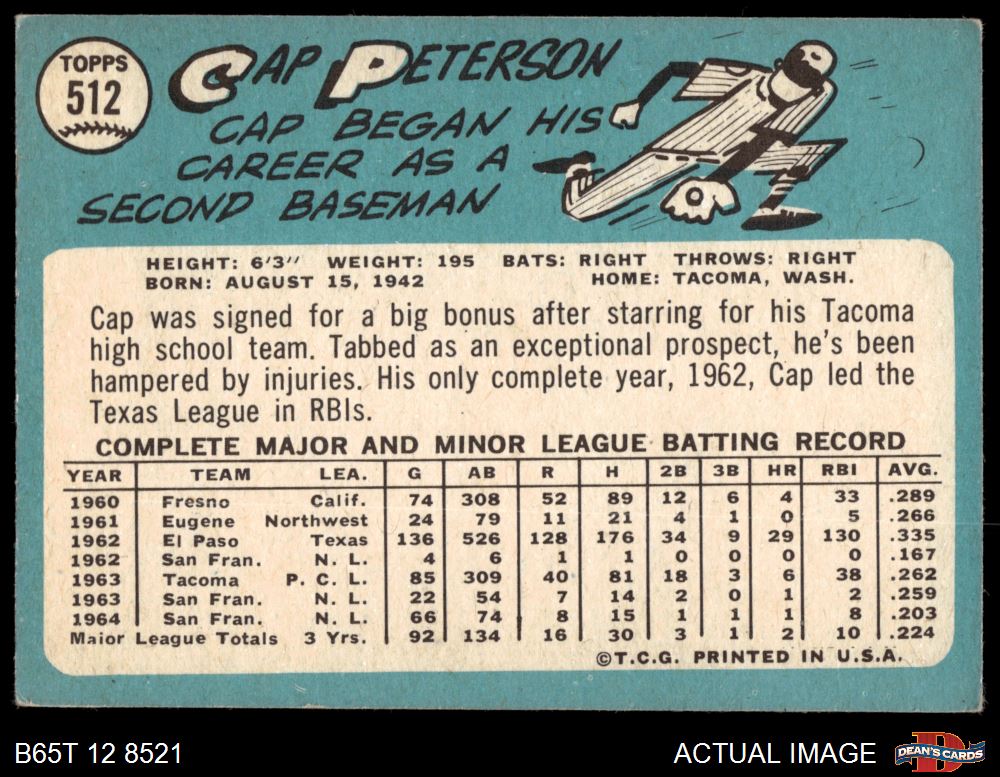 TOPPS
512
CAP PETERSON
CAP BEGAN HIS
CAREER AS A
SECOND BASEMAN
HEIGHT: 6'3" WEIGHT: 195 BATS: RIGHT THROWS: RIGHT
BORN: AUGUST 15, 1942 HOME: TACOMA, WASH.
Cap was signed for a big bonus after starring for his Tacoma
high school team. Tabbed as an exceptional prospect, he's been
hampered by injuries. His only complete year, 1962, Cap led the
Texas League in RBIs.
COMPLETE MAJOR AND MINOR LEAGUE BATTING RECORD
YEAR TEAM LEA. G AB R H 2B 3B HR RBI AVG.
1960 Fresno Calif. 74 308 52 89 12 6 4 33 .289
1961 Eugene Northwest 24 79 11 21 4 1 0 5 .266
1962 El Paso Texas 136 526 128 176 34 9 29 130 .335
1962 San Fran. N. L. 4 6 1 1 0 0 0 0 .167
1963 Tacoma P. C. L. 85 309 40 81 18 3 6 38 .262
1963 San Fran. N. L. 22 54 7 14 2 0 1 2 .259
1964 San Fran. N. L. 66 74 8 15 1 1 1 8 .203
Major League Totals 3 Yrs. 92 134 16 30 3 1 2 10 .224
©T.C.G. PRINTED IN U.S.A.
B65T 12 8521
ACTUAL IMAGE
D
DEAN'S CARDS